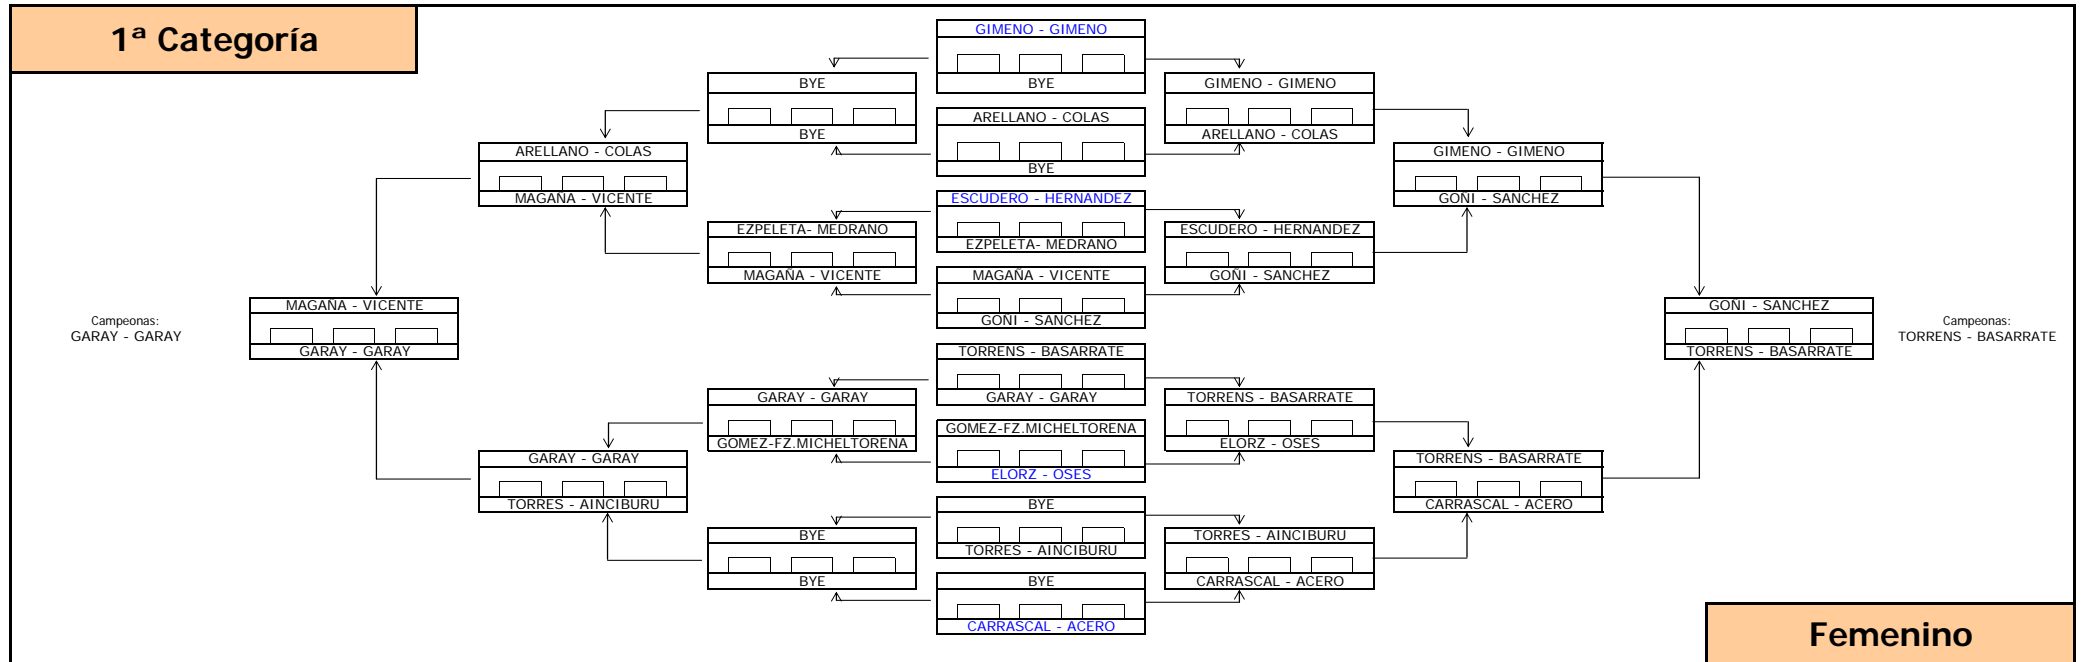 1ª Categoría
GIMENO - GIMENO
BYE
ARELLANO - COLAS
BYE
ESCUDERO - HERNANDEZ
EZPELETA- MEDRANO
MAGAÑA - VICENTE
GOÑI - SANCHEZ
TORRENS - BASARRATE
GARAY - GARAY
GOMEZ-FZ.MICHELTORENA
ELORZ - OSES
BYE
TORRES - AINCIBURU
BYE
CARRASCAL - ACERO
BYE
BYE
EZPELETA- MEDRANO
MAGAÑA - VICENTE
GARAY - GARAY
GOMEZ-FZ.MICHELTORENA
BYE
BYE
ARELLANO - COLAS
MAGAÑA - VICENTE
GARAY - GARAY
TORRES - AINCIBURU
MAGAÑA - VICENTE
GARAY - GARAY
Campeonas:
GARAY - GARAY
GIMENO - GIMENO
ARELLANO - COLAS
ESCUDERO - HERNANDEZ
GOÑI - SANCHEZ
TORRENS - BASARRATE
ELORZ - OSES
TORRES - AINCIBURU
CARRASCAL - ACERO
GIMENO - GIMENO
GOÑI - SANCHEZ
TORRENS - BASARRATE
CARRASCAL - ACERO
GOÑI - SANCHEZ
TORRENS - BASARRATE
Campeonas:
TORRENS - BASARRATE
Femenino